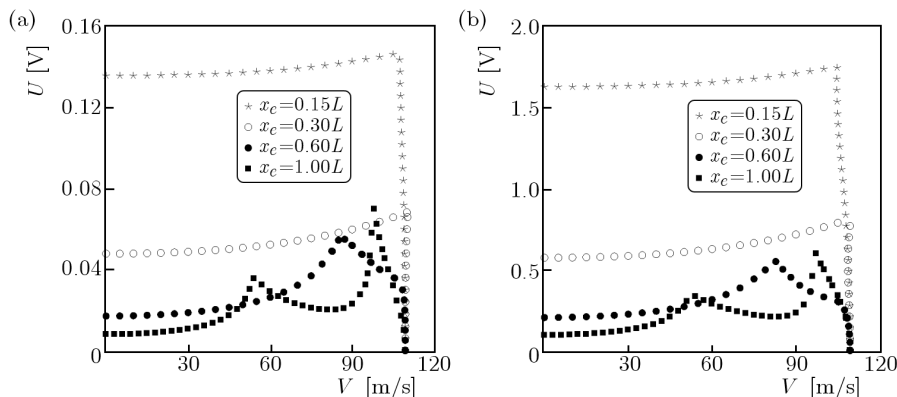 (a)
U [V]
0.16
0.12
0.08
0.04
0
30
60
90
120
V [m/s]
x_c=0.15L
x_c=0.30L
x_c=0.60L
x_c=1.00L
(b)
U [V]
2.0
1.5
1.0
0.5
0
30
60
90
120
V [m/s]
x_c=0.15L
x_c=0.30L
x_c=0.60L
x_c=1.00L